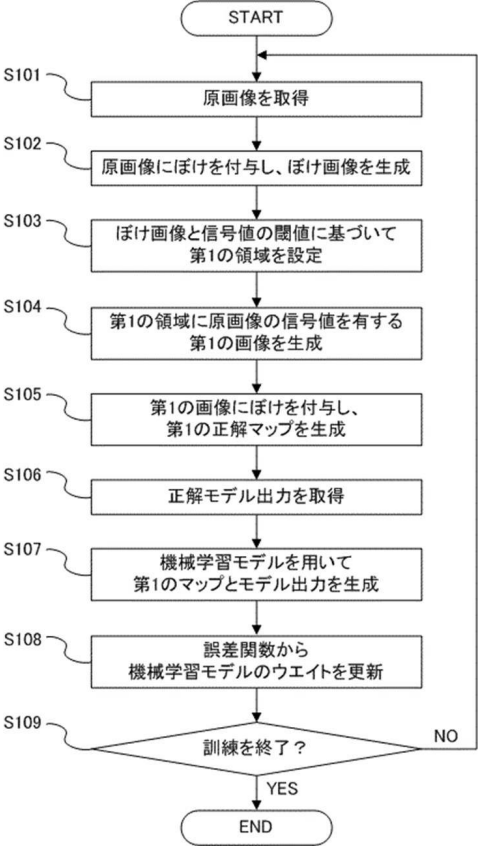 START
S101
原画像を取得
S102
原画像にぼけを付与し、ぼけ画像を生成
S103
ぼけ画像と信号値の閾値に基づいて
第1の領域を設定
S104
第1の領域に原画像の信号値を有する
第1の画像を生成
S105
第1の画像にぼけを付与し、
第1の正解マップを生成
S106
正解モデル出力を取得
S107
機械学習モデルを用いて
第1のマップとモデル出力を生成
S108
誤差関数から
機械学習モデルのウエイトを更新
S109
訓練を終了？
NO
YES
END